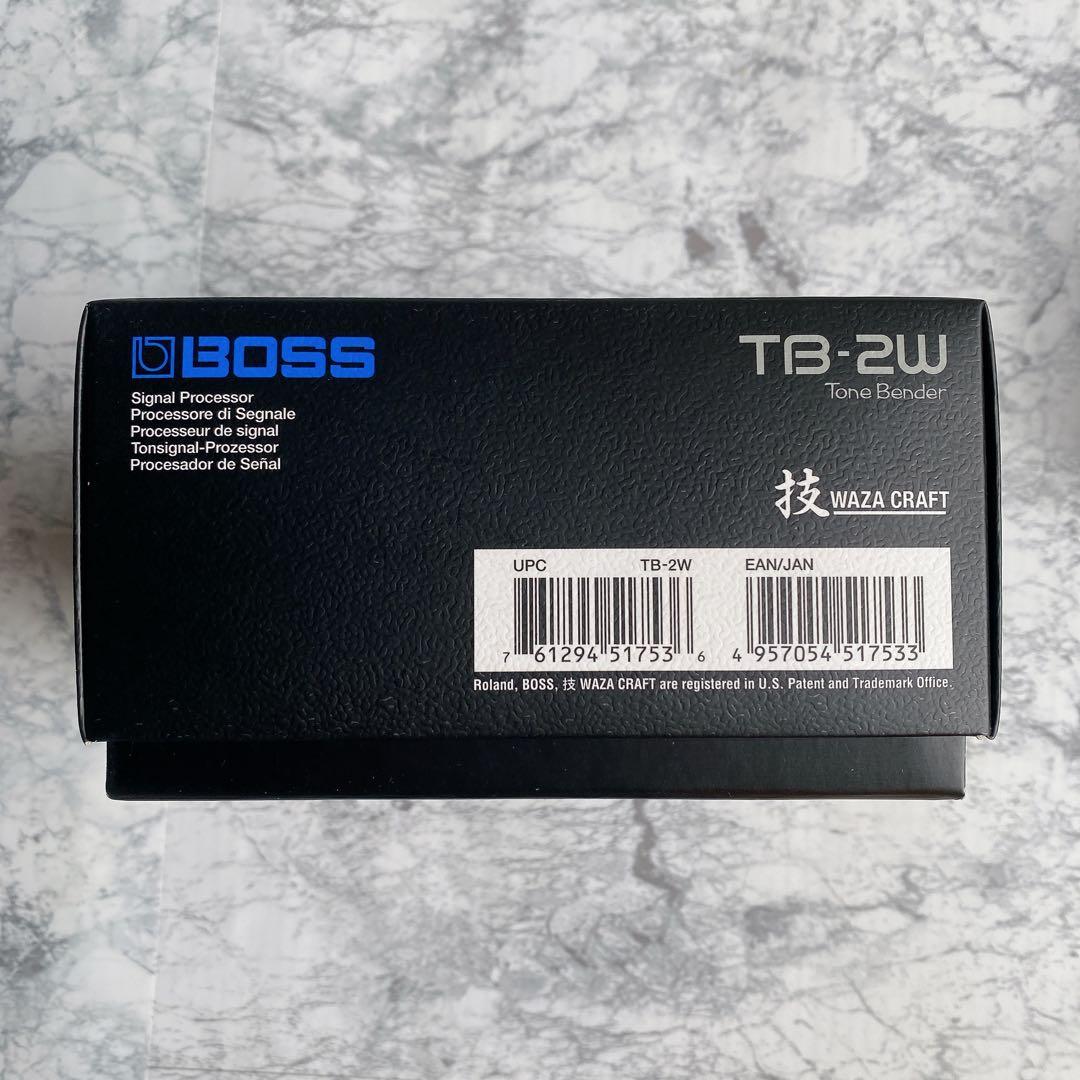 BOSS
Signal Processor
Processore di Segnale
Processeur de signal
Tonsignal-Prozessor
Procesador de Señal
TB-2W
Tone Bender
技 WAZA CRAFT
UPC TB-2W EAN/JAN
7 61294 51753 6 4 957054 517533
Roland, BOSS, 技 WAZA CRAFT are registered in U.S. Patent and Trademark Office.